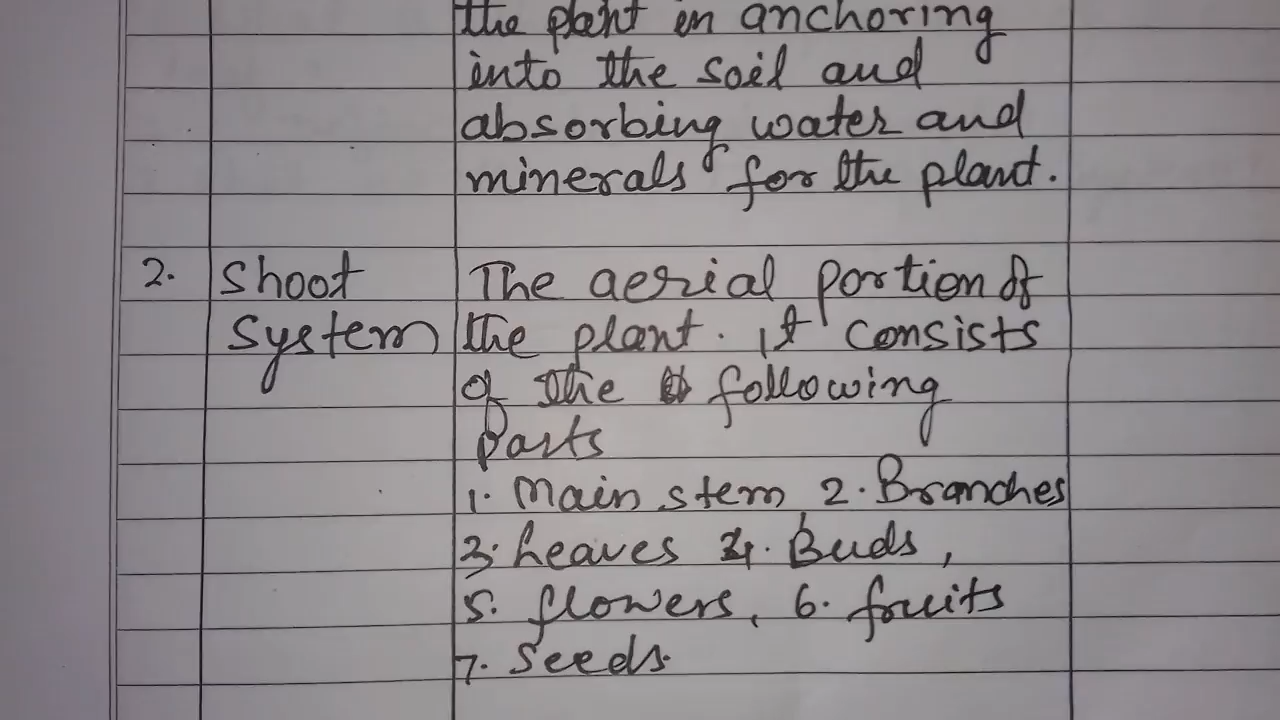 the plant in anchoring
into the soil and
absorbing water and
minerals for the plant.
2. Shoot The aerial portion of
System the plant. It consists
of the following
parts
1. Main stem 2. Branches
3. Leaves 4. Buds,
5. flowers, 6. fruits
7. Seeds.